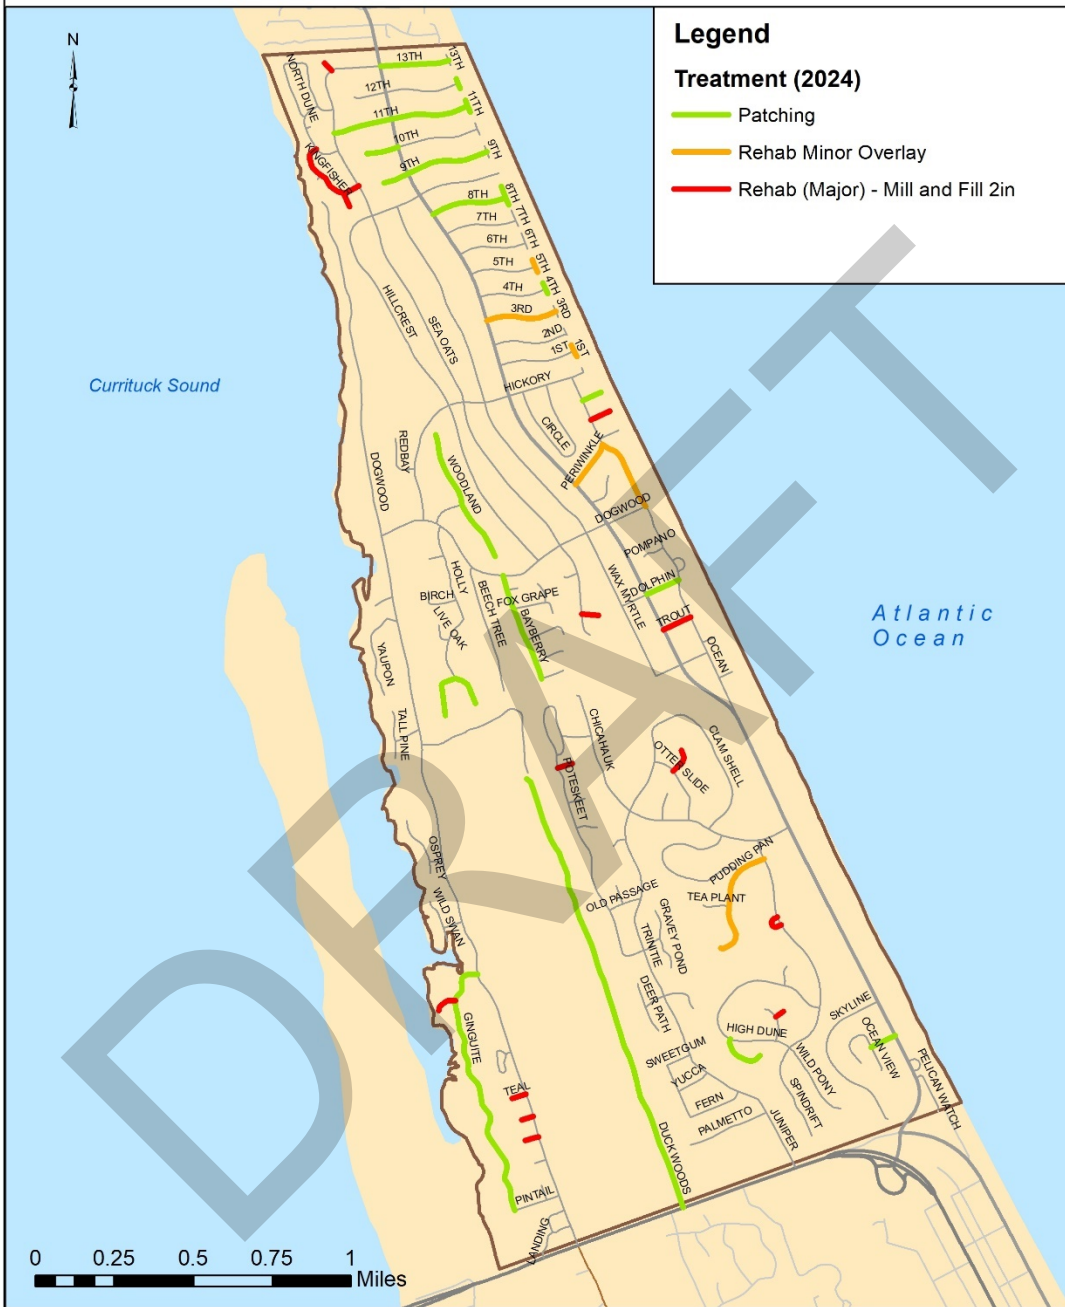 Legend
Treatment (2024)
Patching
Rehab Minor Overlay
Rehab (Major) - Mill and Fill 2in
N
13TH
13TH
NORTH DUNE
12TH
11TH
11TH
10TH
9TH
9TH
KINGFISHER
8TH
8TH
7TH
7TH
6TH
6TH
5TH
5TH
4TH
4TH
3RD
3RD
2ND
1ST
1ST
HILLCREST
SEA OATS
Currituck Sound
HICKORY
CIRCLE
PERIWINKLE
REDBAY
DOGWOOD
WOODLAND
DOGWOOD
POMPANO
HOLLY
BEECH TREE
BIRCH
FOX GRAPE
LIVE OAK
BAYBERRY
WAX MYRTLE
DOLPHIN
TROUT
Atlantic
Ocean
OCEAN
YAUPON
TALL PINE
CHICAHAUK
CLAM SHELL
OTTER SLIDE
POTESKEET
OSPREY
PUDDING PAN
WILD SWAN
OLD PASSAGE
TEA PLANT
GRAVEY POND
TRINITIE
DEER PATH
GINGUITE
SKYLINE
HIGH DUNE
OCEAN VIEW
SWEETGUM
WILD PONY
PELICAN WATCH
YUCCA
TEAL
SPINDRIFT
FERN
PALMETTO
JUNIPER
DUCK WOODS
PINTAIL
LANDING
DRAFT
0 0.25 0.5 0.75 1
Miles